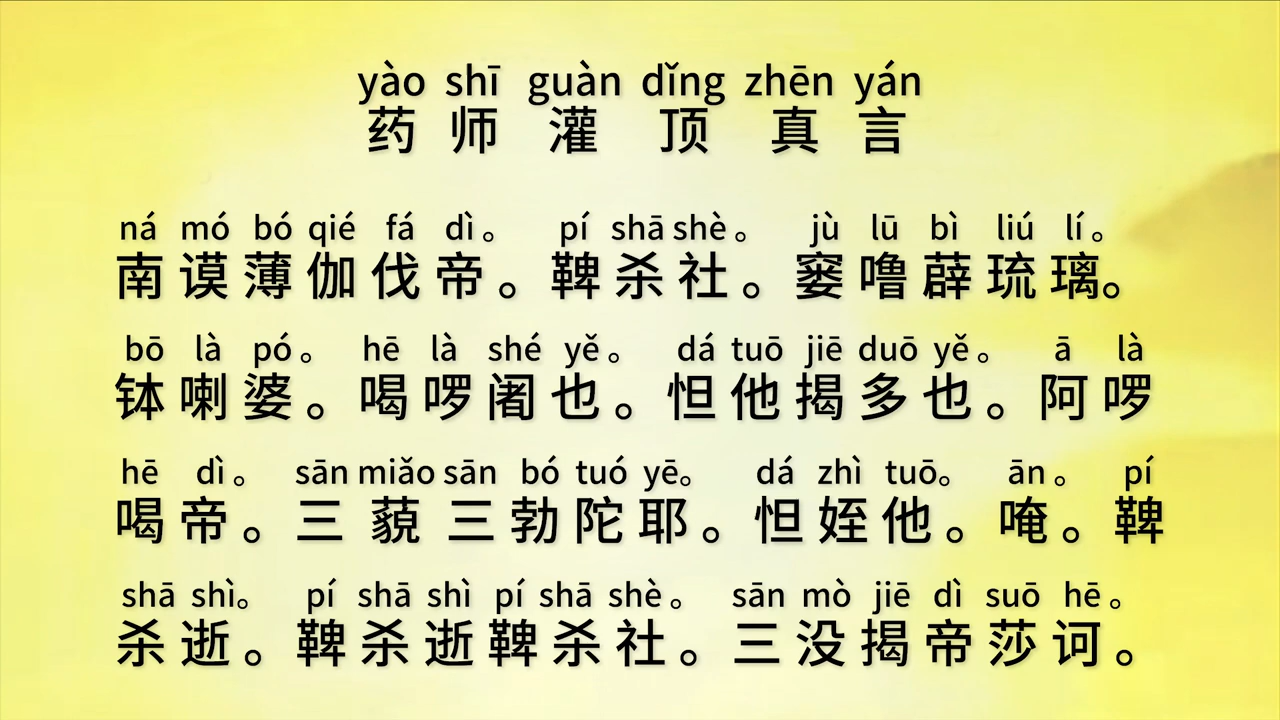 yào shī guàn dǐng zhēn yán
药师灌顶真言
ná mó bó qié fá dì。 pí shā shè。 jù lū bì liú lí。
南谟薄伽伐帝。鞞杀社。窭噜薜琉璃。
bō là pó。 hē là shé yě。 dá tuō jiē duō yě。 ā là
钵喇婆。喝啰阇也。怛他揭多也。阿啰
hē dì。 sān miǎo sān bó tuó yē。 dá zhì tuō。 ān。 pí
喝帝。三藐三勃陀耶。怛姪他。唵。鞞
shā shì。 pí shā shì pí shā shè。 sān mò jiē dì suō hē。
杀逝。鞞杀逝鞞杀社。三没揭帝莎诃。